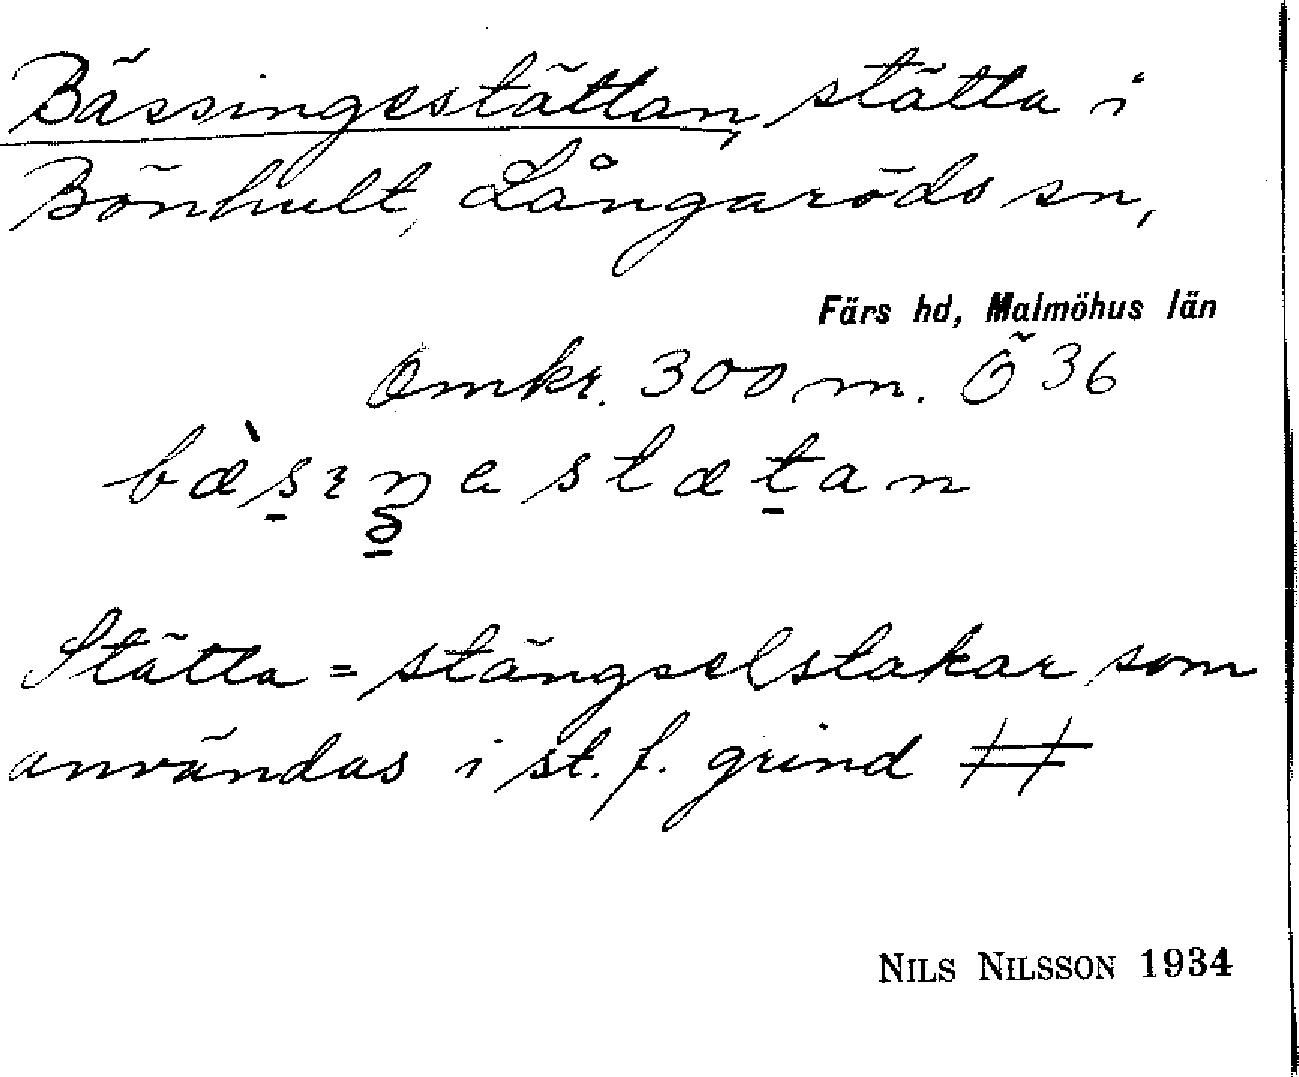 Bässingestättan, stätta i
Bönhult, Långaröds sn,
Färs hd, Malmöhus län
Omkr. 300 m. Ö 36
Stätta = stängselstakar som
användas i st. f. grind
NILS NILSSON 1934